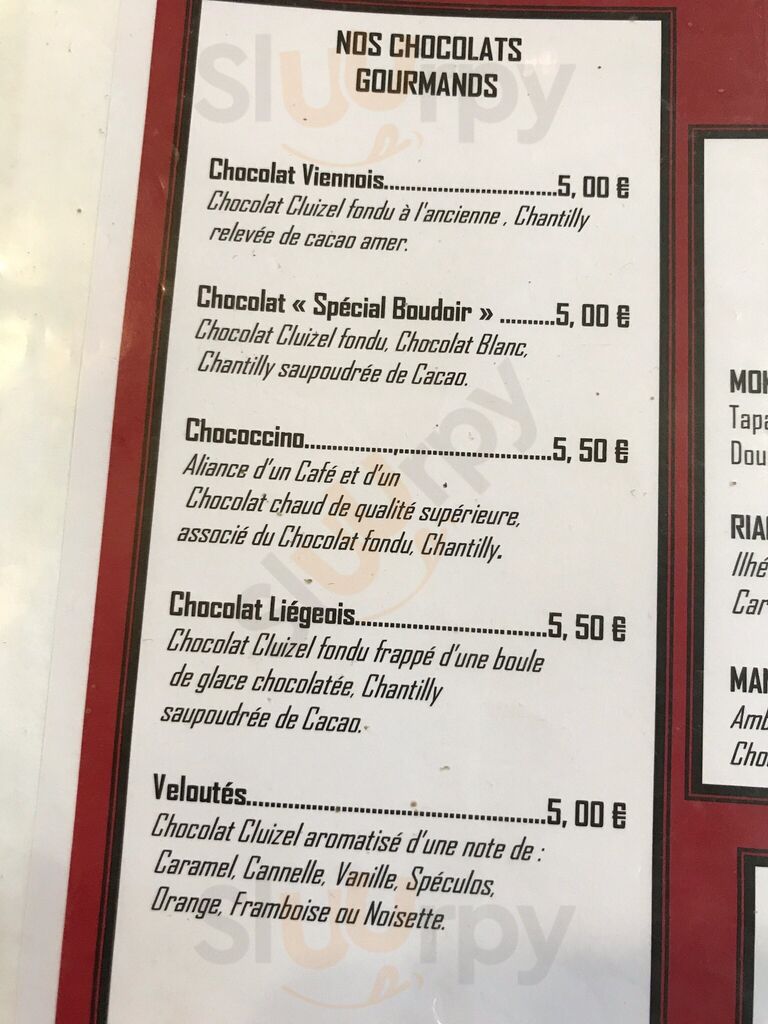 NOS CHOCOLATS
GOURMANDS
Chocolat Viennois..............................5, 00 €
Chocolat Cluizel fondu à l'ancienne , Chantilly
relevée de cacao amer.
Chocolat « Spécial Boudoir » ..........5, 00 €
Chocolat Cluizel fondu, Chocolat Blanc,
Chantilly saupoudrée de Cacao.
Chococcino...............,..........................5, 50 €
Aliance d'un Café et d'un
Chocolat chaud de qualité supérieure,
associé du Chocolat fondu, Chantilly.
Chocolat Liégeois.................................5, 50 €
Chocolat Cluizel fondu frappé d'une boule
de glace chocolatée, Chantilly
saupoudrée de Cacao.
Veloutés....................................................5, 00 €
Chocolat Cluizel aromatisé d'une note de :
Caramel, Cannelle, Vanille, Spéculos,
Orange, Framboise ou Noisette.
Sluurpy
Sluurpy
Sluurpy